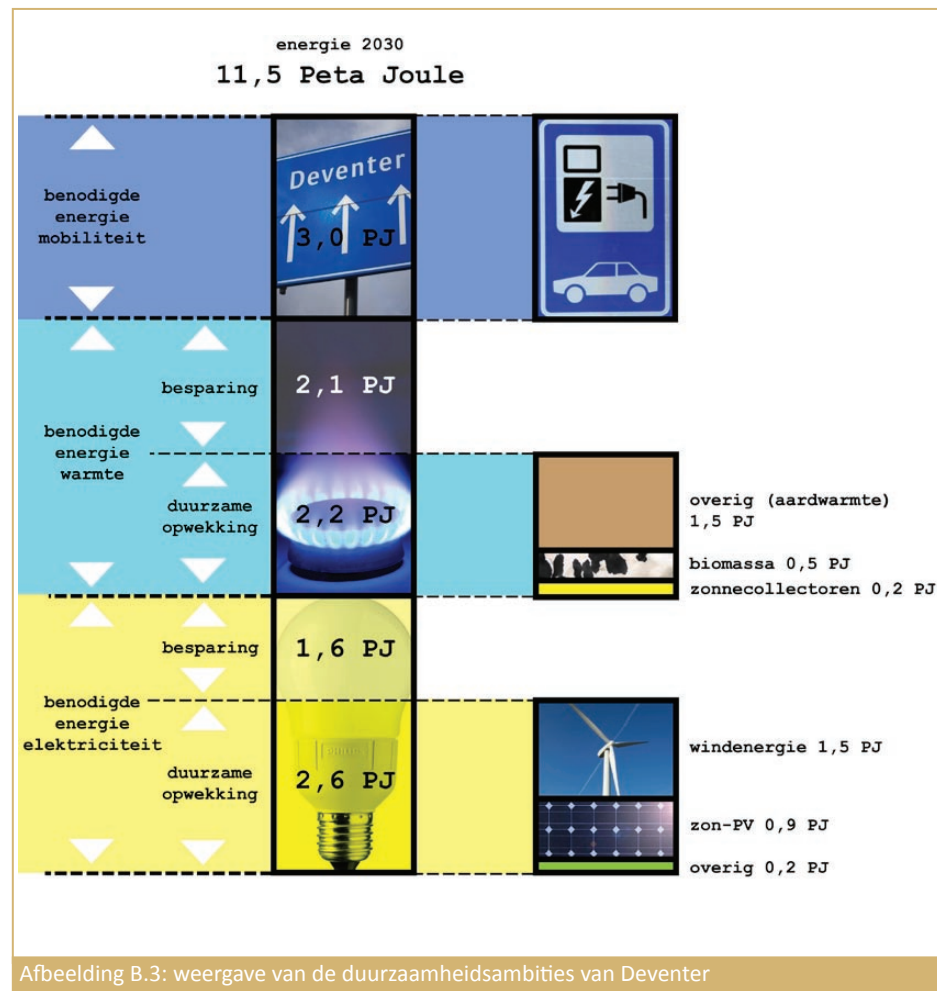 energie 2030
11,5 Peta Joule
benodigde
energie
mobiliteit
Deventer
3,0 PJ
besparing
2,1 PJ
benodigde
energie
warmte
duurzame
opwekking
2,2 PJ
overig (aardwarmte)
1,5 PJ
biomassa 0,5 PJ
zonnecollectoren 0,2 PJ
besparing
1,6 PJ
benodigde
energie
elektriciteit
duurzame
opwekking
PHILIPS
2,6 PJ
windenergie 1,5 PJ
zon-PV 0,9 PJ
overig 0,2 PJ
Afbeelding B.3: weergave van de duurzaamheidsambities van Deventer